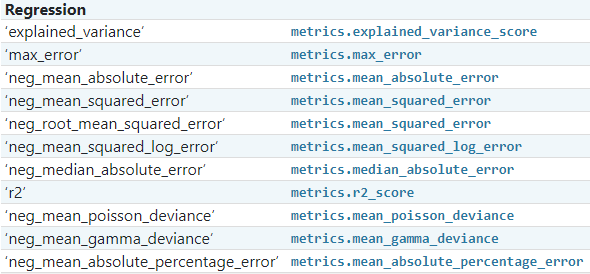 Regression
‘explained_variance’ metrics.explained_variance_score
‘max_error’ metrics.max_error
‘neg_mean_absolute_error’ metrics.mean_absolute_error
‘neg_mean_squared_error’ metrics.mean_squared_error
‘neg_root_mean_squared_error’ metrics.mean_squared_error
‘neg_mean_squared_log_error’ metrics.mean_squared_log_error
‘neg_median_absolute_error’ metrics.median_absolute_error
‘r2’ metrics.r2_score
‘neg_mean_poisson_deviance’ metrics.mean_poisson_deviance
‘neg_mean_gamma_deviance’ metrics.mean_gamma_deviance
‘neg_mean_absolute_percentage_error’ metrics.mean_absolute_percentage_error